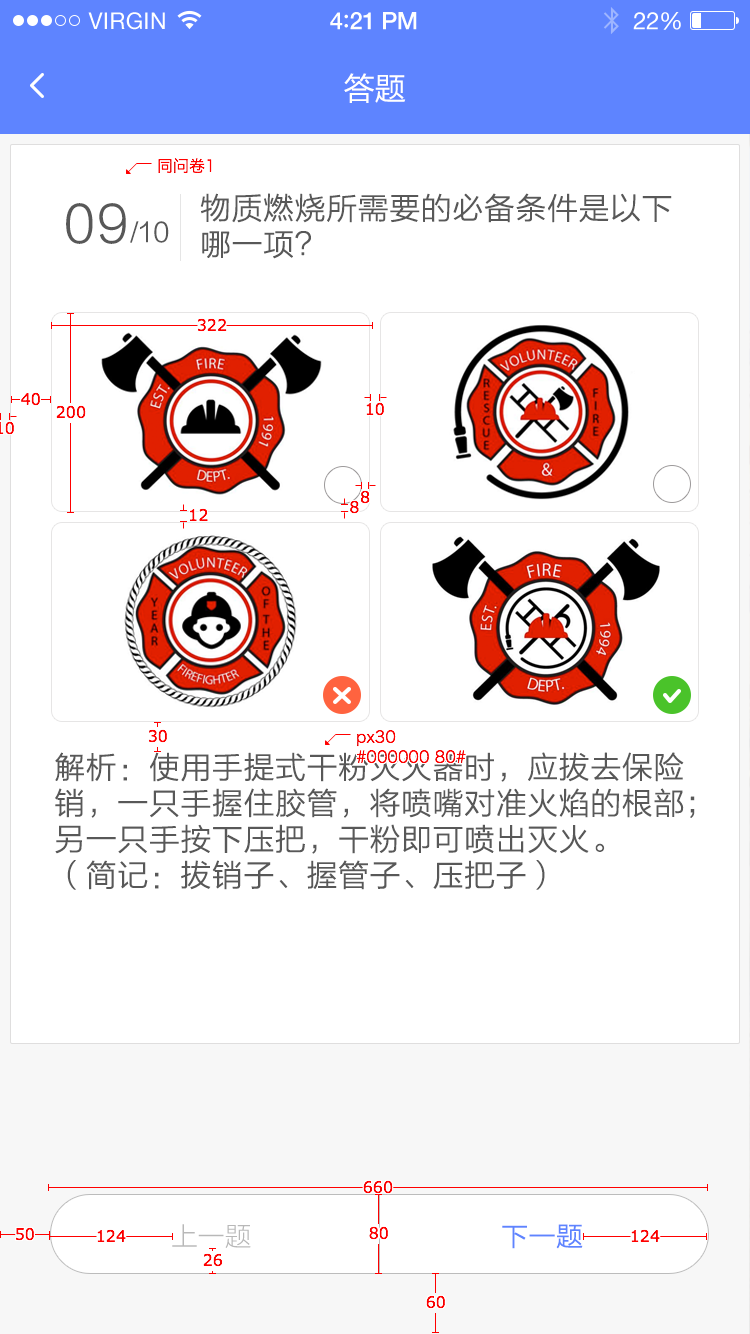 VIRGIN 4:21 PM 22%
答题
同问卷1
09/10
物质燃烧所需要的必备条件是以下
哪一项?
322
40
10
200
10
8
8
12
FIRE
EST.
1991
DEPT.
VOLUNTEER
RESCUE
FIRE
&
VOLUNTEER
YEAR
OF THE
FIREFIGHTER
FIRE
EST.
1994
DEPT.
30
px30
#000000 80#
解析：使用手提式干粉灭火器时，应拔去保险
销，一只手握住胶管，将喷嘴对准火焰的根部；
另一只手按下压把，干粉即可喷出灭火。
（简记：拔销子、握管子、压把子）
660
50
124
上一题
26
80
下一题
124
60